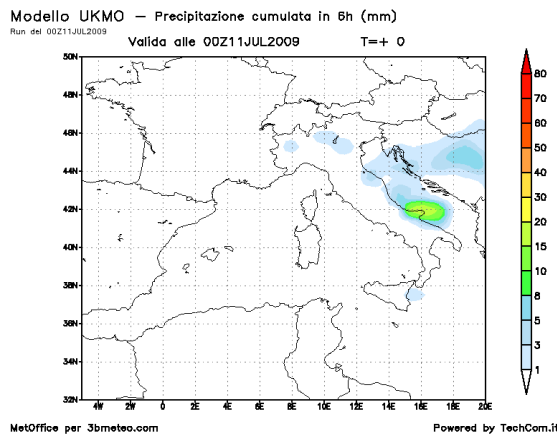 Modello UKMO — Precipitazione cumulata in 6h (mm)
Run del 00Z11JUL2009
Valida alle 00Z11JUL2009 T=+ 0
50N
48N
46N
44N
42N
40N
38N
36N
34N
32N
4W 2W 0 2E 4E 6E 8E 10E 12E 14E 16E 18E 20E
80
70
60
50
40
30
20
15
10
8
5
3
1
MetOffice per 3bmeteo.com Powered by TechCom.it